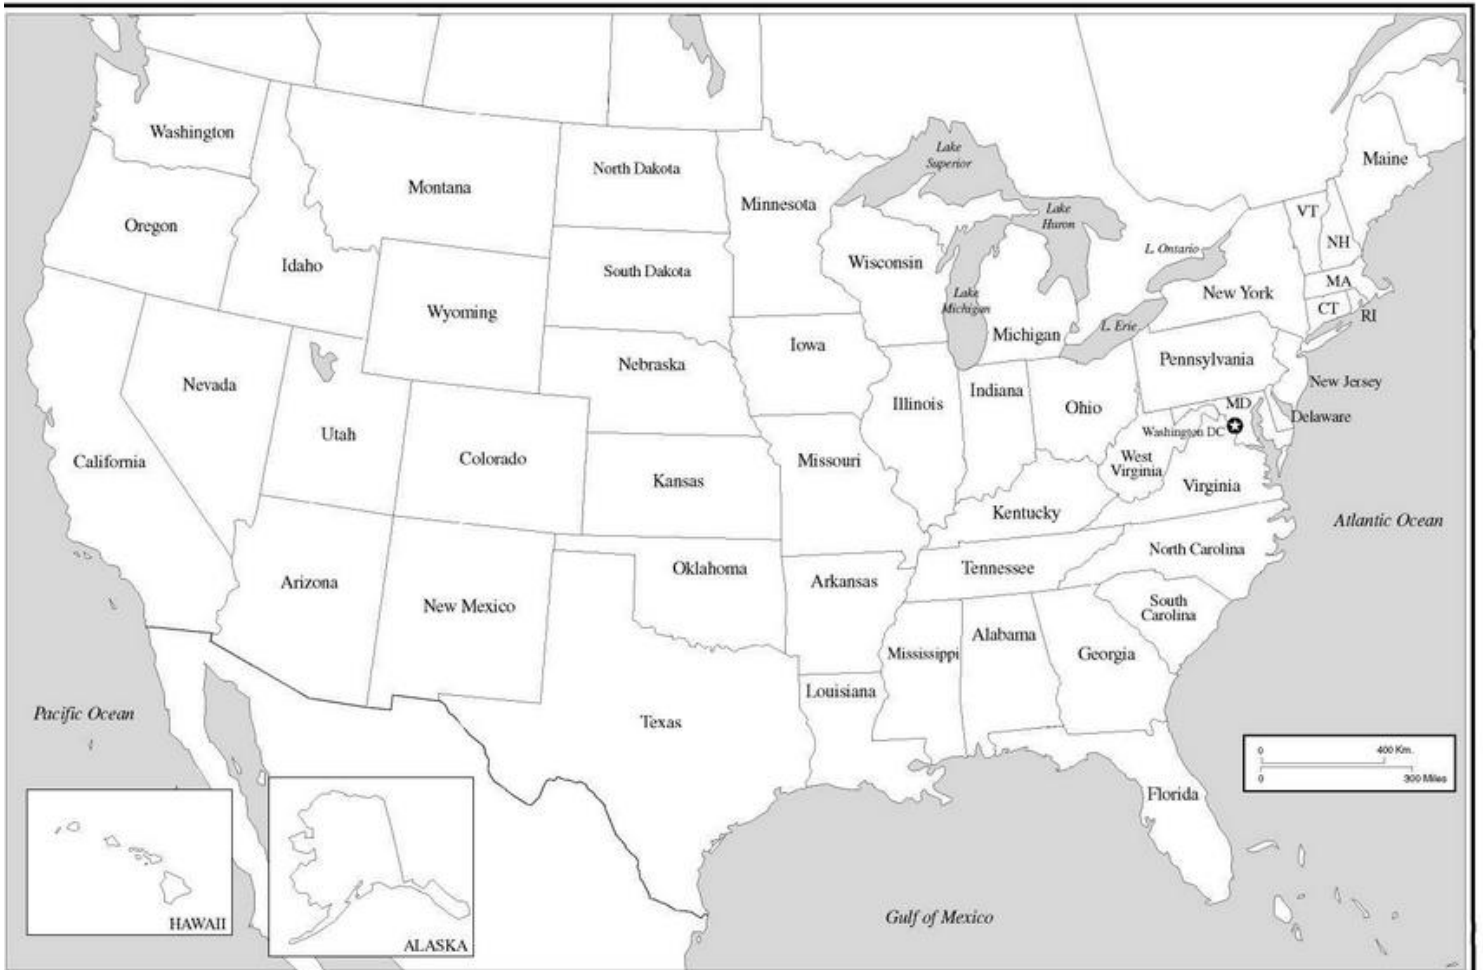 Washington
Montana
North Dakota
Minnesota
Lake
Superior
Maine
Oregon
Idaho
Wyoming
South Dakota
Wisconsin
Lake
Huron
L. Ontario
VT
NH
MA
New York
CT
RI
Lake
Michigan
Michigan
L. Erie
Nevada
Utah
Nebraska
Iowa
Illinois
Indiana
Ohio
Pennsylvania
New Jersey
MD
Delaware
Washington DC
California
Colorado
Kansas
Missouri
West
Virginia
Virginia
Kentucky
Atlantic Ocean
Arizona
New Mexico
Oklahoma
Arkansas
Tennessee
North Carolina
South
Carolina
Mississippi
Alabama
Georgia
Louisiana
Texas
Pacific Ocean
Florida
0 400 Km.
0 300 Miles
HAWAII
ALASKA
Gulf of Mexico